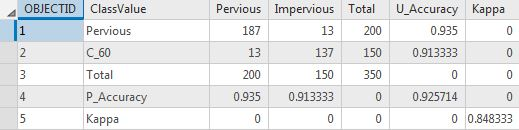 OBJECTID ClassValue Pervious Impervious Total U_Accuracy Kappa
1 Pervious 187 13 200 0.935 0
2 C_60 13 137 150 0.913333 0
3 Total 200 150 350 0 0
4 P_Accuracy 0.935 0.913333 0 0.925714 0
5 Kappa 0 0 0 0 0.848333